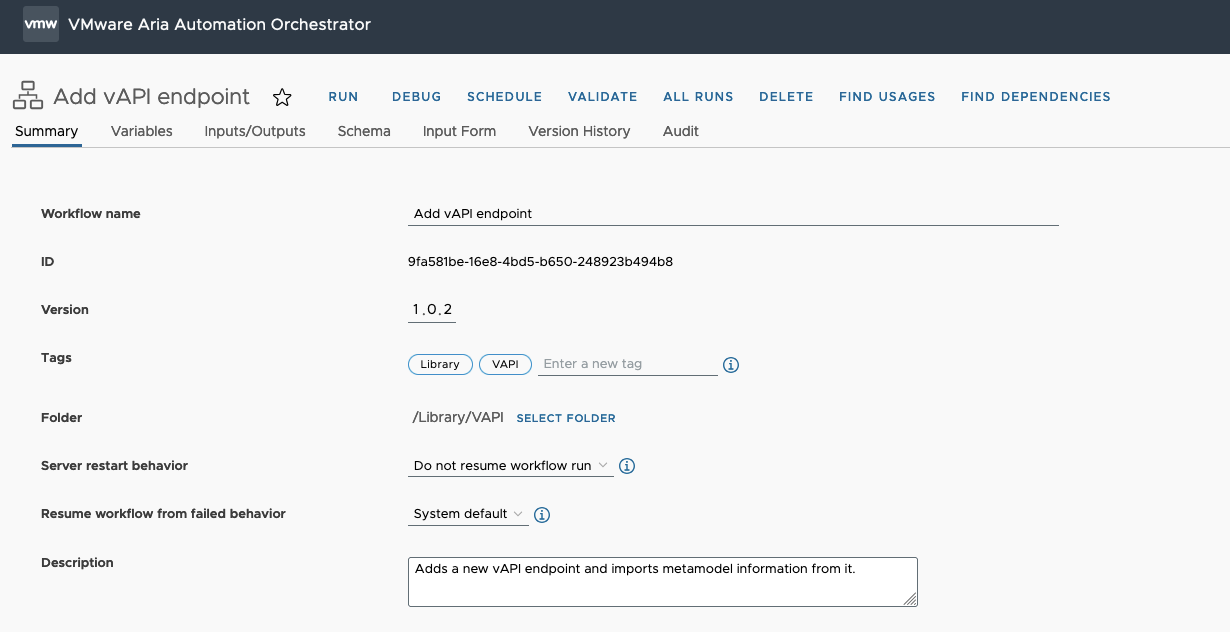 vmw VMware Aria Automation Orchestrator
Add vAPI endpoint RUN DEBUG SCHEDULE VALIDATE ALL RUNS DELETE FIND USAGES FIND DEPENDENCIES
Summary Variables Inputs/Outputs Schema Input Form Version History Audit
Workflow name Add vAPI endpoint
ID 9fa581be-16e8-4bd5-b650-248923b494b8
Version 1.0.2
Tags Library VAPI Enter a new tag
Folder /Library/VAPI SELECT FOLDER
Server restart behavior Do not resume workflow run
Resume workflow from failed behavior System default
Description Adds a new vAPI endpoint and imports metamodel information from it.